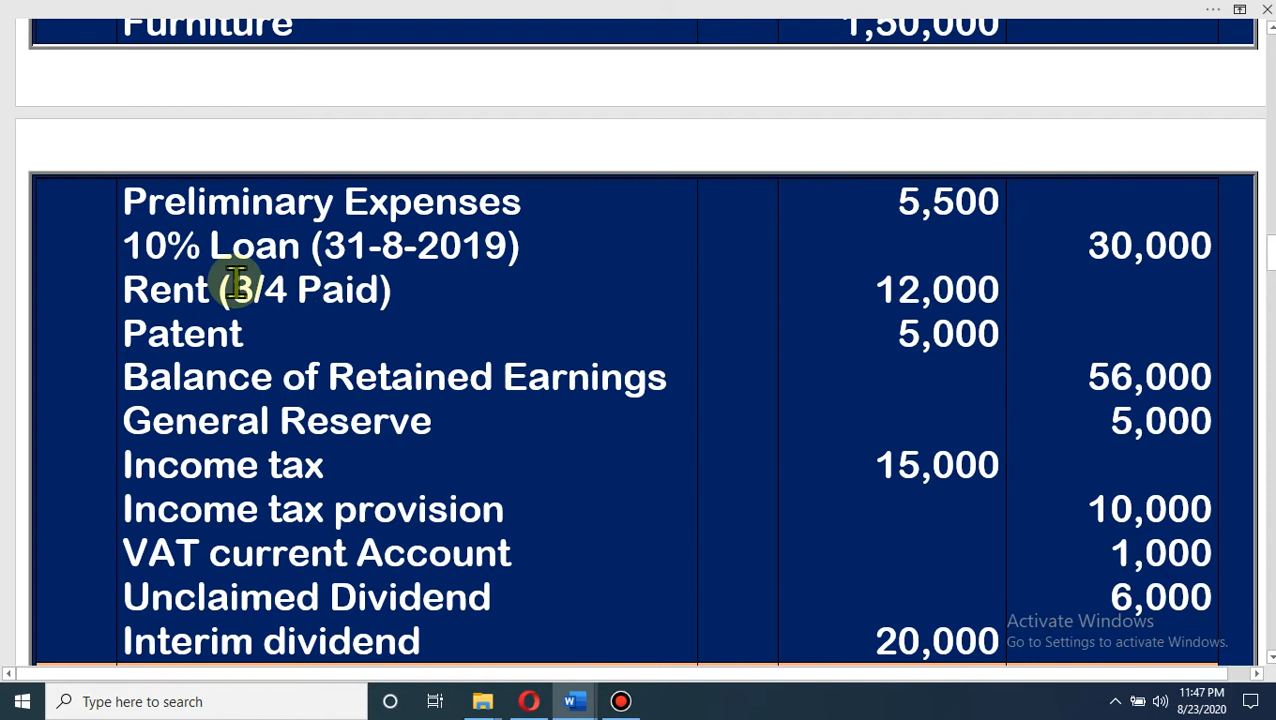 Furniture 1,50,000
Preliminary Expenses 5,500
10% Loan (31-8-2019) 30,000
Rent (3/4 Paid) 12,000
Patent 5,000
Balance of Retained Earnings 56,000
General Reserve 5,000
Income tax 15,000
Income tax provision 10,000
VAT current Account 1,000
Unclaimed Dividend 6,000
Interim dividend 20,000
Activate Windows
Go to Settings to activate Windows.
Type here to search
11:47 PM
8/23/2020